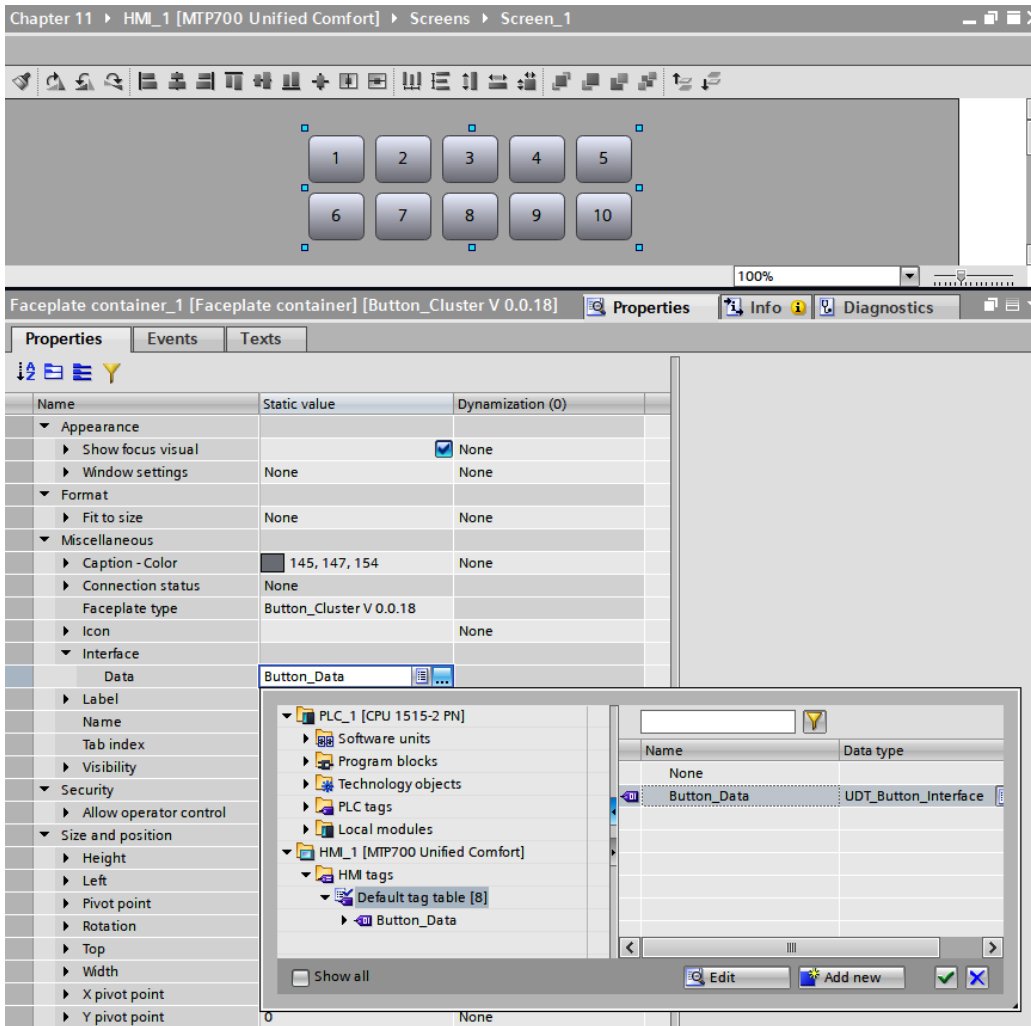 Chapter 11 ▸ HMI_1 [MTP700 Unified Comfort] ▸ Screens ▸ Screen_1
1 2 3 4 5
6 7 8 9 10
100%
Faceplate container_1 [Faceplate container] [Button_Cluster V 0.0.18]
Properties Info Diagnostics
Properties Events Texts
Name Static value Dynamization (0)
Appearance
Show focus visual None
Window settings None None
Format
Fit to size None None
Miscellaneous
Caption - Color 145, 147, 154 None
Connection status None
Faceplate type Button_Cluster V 0.0.18
Icon None
Interface
Data Button_Data ...
Label
Name
Tab index
Visibility
Security
Allow operator control
Size and position
Height
Left
Pivot point
Rotation
Top
Width
X pivot point
Y pivot point 0 None
PLC_1 [CPU 1515-2 PN]
Software units
Program blocks
Technology objects
PLC tags
Local modules
HMI_1 [MTP700 Unified Comfort]
HMI tags
Default tag table [8]
Button_Data
Name Data type
None
Button_Data UDT_Button_Interface
Show all Edit Add new